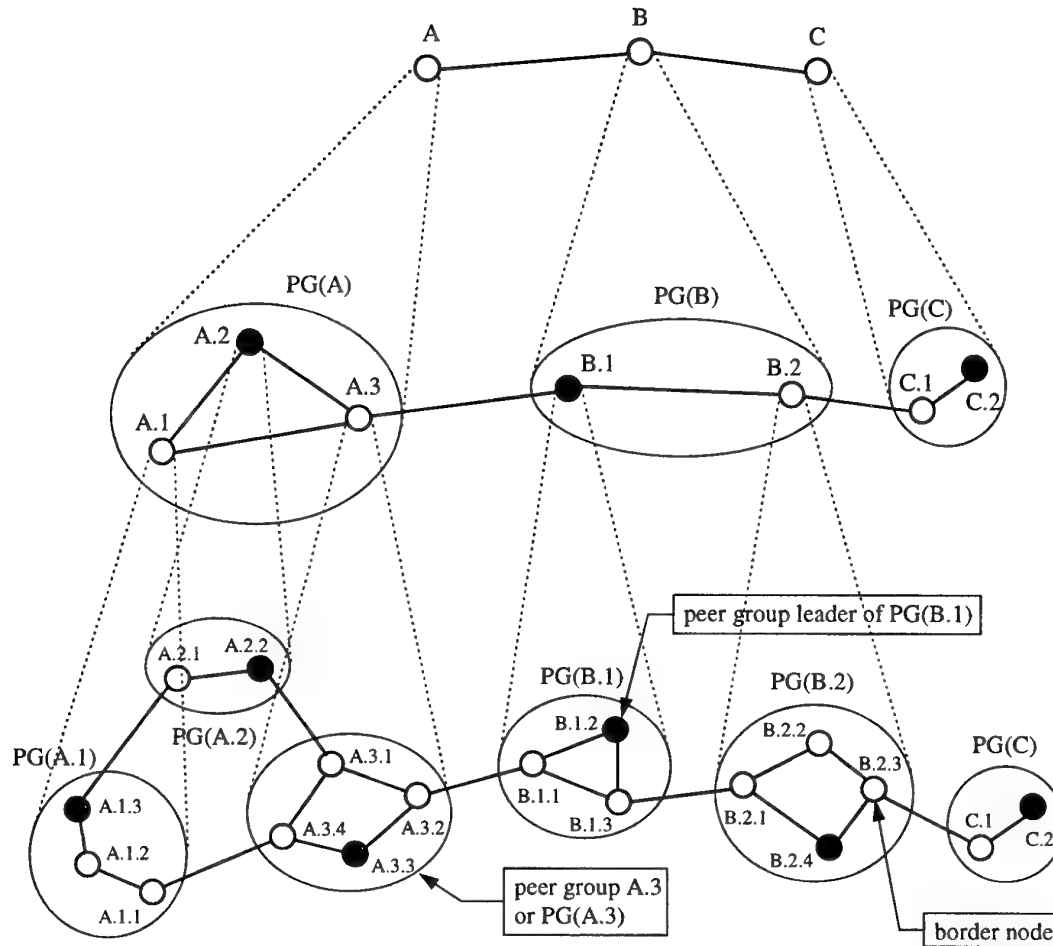 A
B
C
PG(A)
PG(B)
PG(C)
A.2
A.3
A.1
B.1
B.2
C.1
C.2
peer group leader of PG(B.1)
A.2.1
A.2.2
PG(A.2)
PG(B.1)
PG(B.2)
PG(A.1)
PG(C)
B.1.2
B.2.2
B.2.3
A.3.1
B.1.1
A.1.3
A.3.4
A.3.2
B.1.3
B.2.1
C.1
C.2
A.1.2
A.3.3
B.2.4
A.1.1
peer group A.3
or PG(A.3)
border node